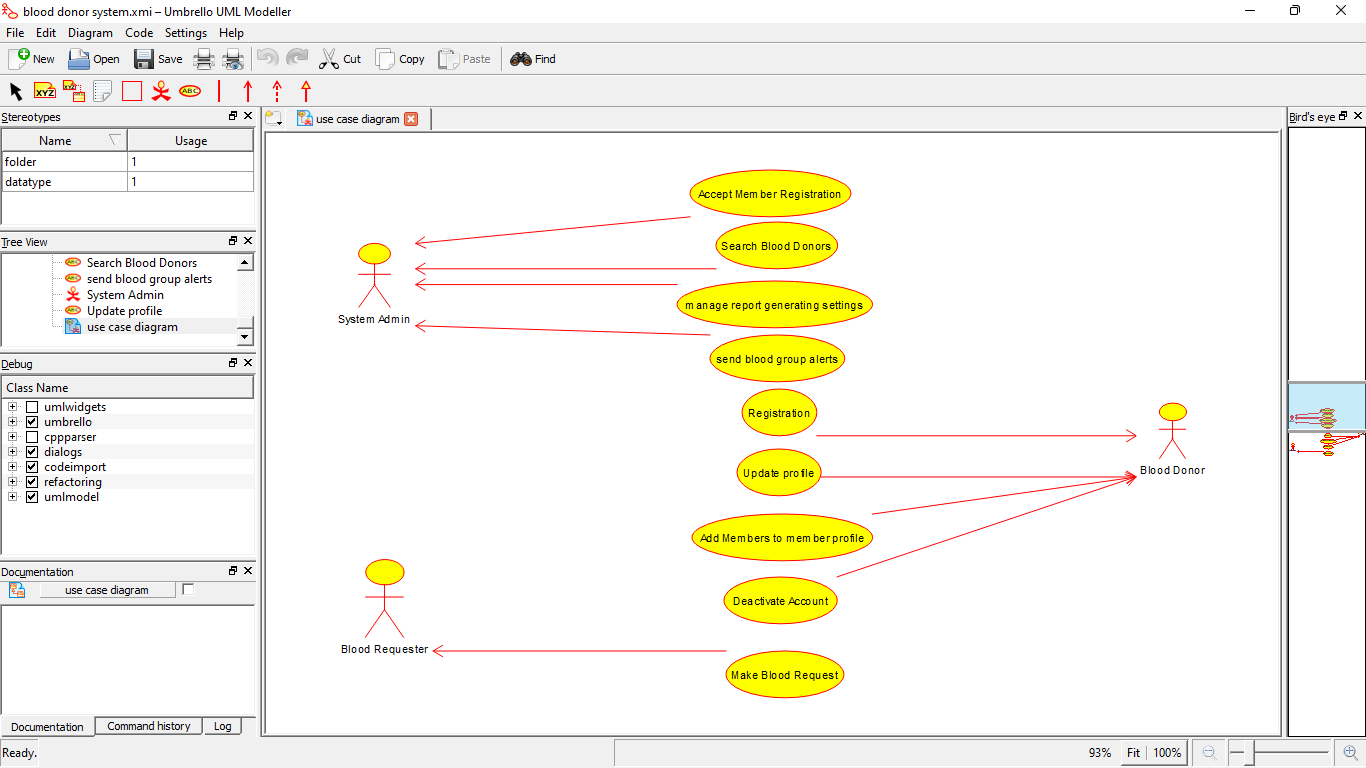 blood donor system.xmi – Umbrello UML Modeller
File Edit Diagram Code Settings Help
New Open Save Cut Copy Paste Find
XYZ XYZ ABC
Stereotypes
Name Usage
folder 1
datatype 1
Tree View
Search Blood Donors
send blood group alerts
System Admin
Update profile
use case diagram
Debug
Class Name
umlwidgets
umbrello
cppparser
dialogs
codeimport
refactoring
umlmodel
Documentation
use case diagram
Documentation Command history Log
use case diagram
Accept Member Registration
Search Blood Donors
manage report generating settings
System Admin
send blood group alerts
Registration
Update profile
Blood Donor
Add Members to member profile
Deactivate Account
Blood Requester
Make Blood Request
Bird's eye
Ready.
93% Fit 100%